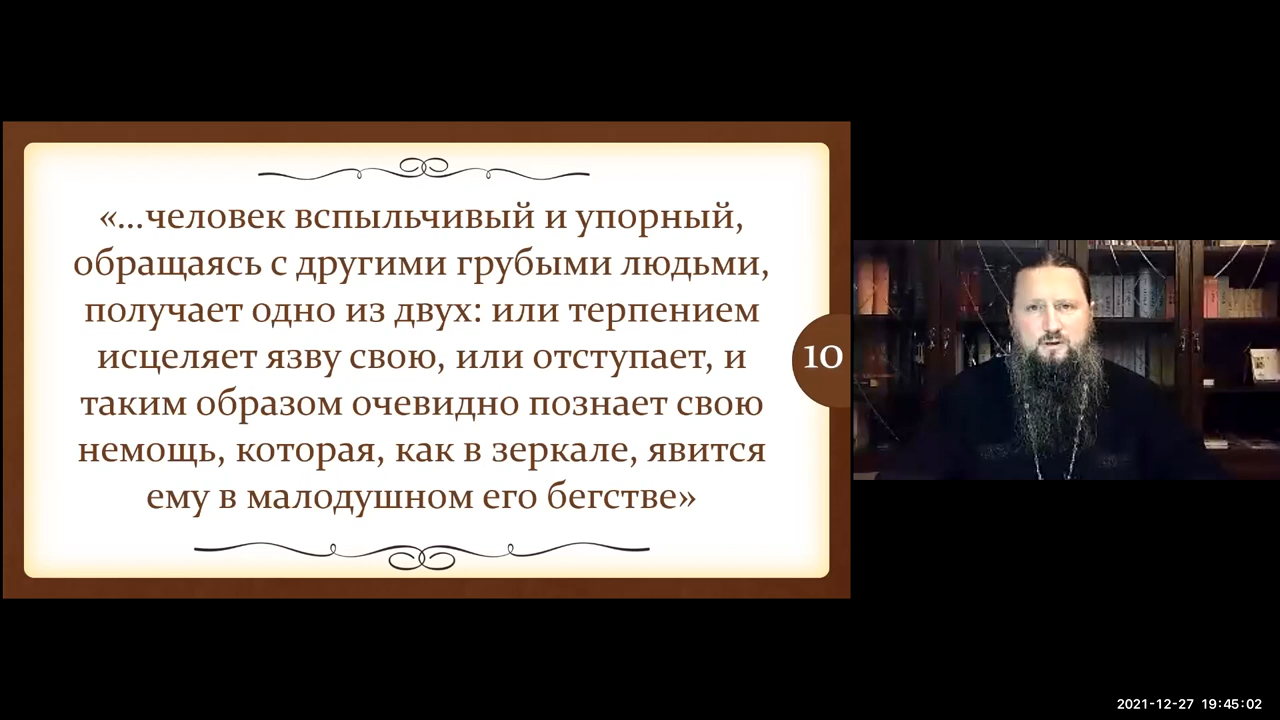 «...человек вспыльчивый и упорный,
обращаясь с другими грубыми людьми,
получает одно из двух: или терпением
исцеляет язву свою, или отступает, и
таким образом очевидно познает свою
немощь, которая, как в зеркале, явится
ему в малодушном его бегстве»
10
2021-12-27 19:45:02